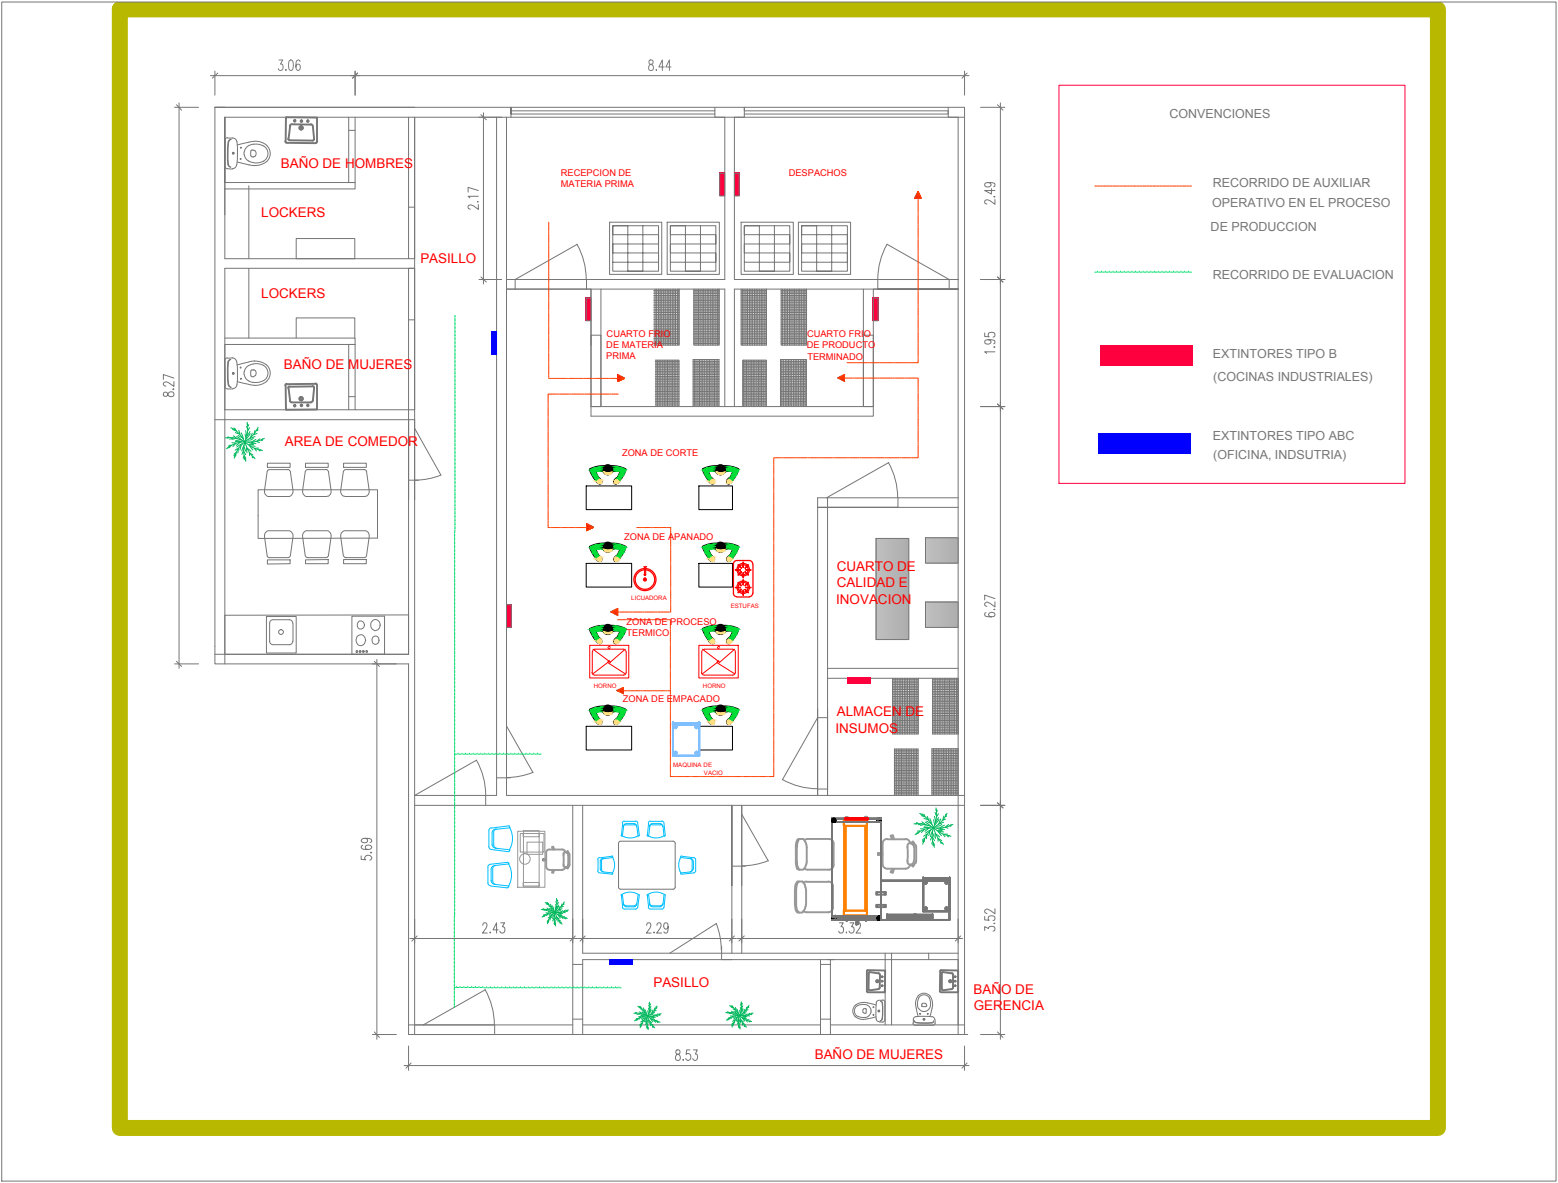 3.06
8.44
CONVENCIONES
BAÑO DE HOMBRES
RECEPCION DE
MATERIA PRIMA
DESPACHOS
2.17
2.49
RECORRIDO DE AUXILIAR
OPERATIVO EN EL PROCESO
DE PRODUCCION
LOCKERS
PASILLO
RECORRIDO DE EVALUACION
LOCKERS
CUARTO FRIO
DE MATERIA
PRIMA
CUARTO FRIO
DE PRODUCTO
TERMINADO
1.95
EXTINTORES TIPO B
(COCINAS INDUSTRIALES)
BAÑO DE MUJERES
8.27
AREA DE COMEDOR
ZONA DE CORTE
EXTINTORES TIPO ABC
(OFICINA, INDSUTRIA)
ZONA DE APANADO
CUARTO DE
CALIDAD E
INOVACION
LICUADORA
ESTUFAS
6.27
ZONA DE PROCESO
TERMICO
HORNO
HORNO
ZONA DE EMPACADO
ALMACEN DE
INSUMOS
MAQUINA DE
VACIO
5.69
2.43
2.29
3.32
3.52
PASILLO
BAÑO DE
GERENCIA
8.53
BAÑO DE MUJERES